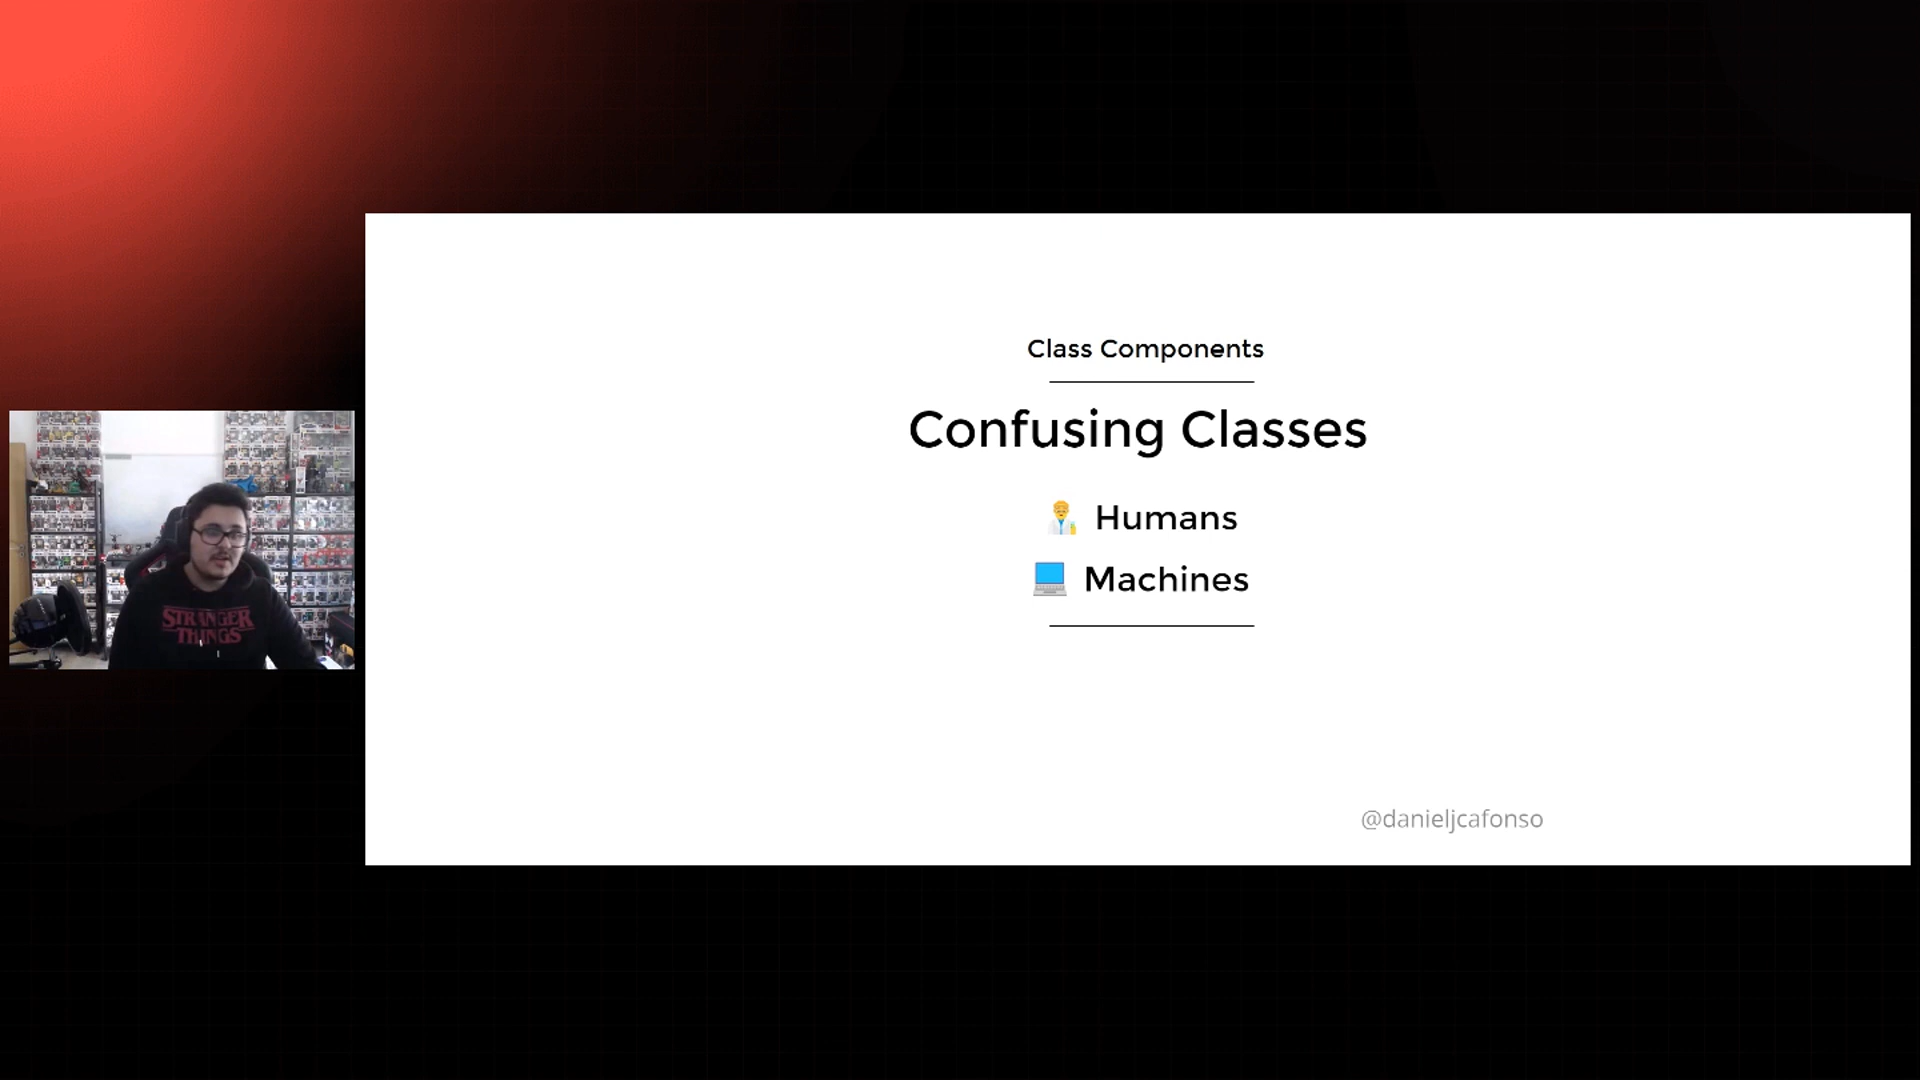 Class Components
Confusing Classes
Humans
Machines
@danieljcafonso
STRANGER
THINGS